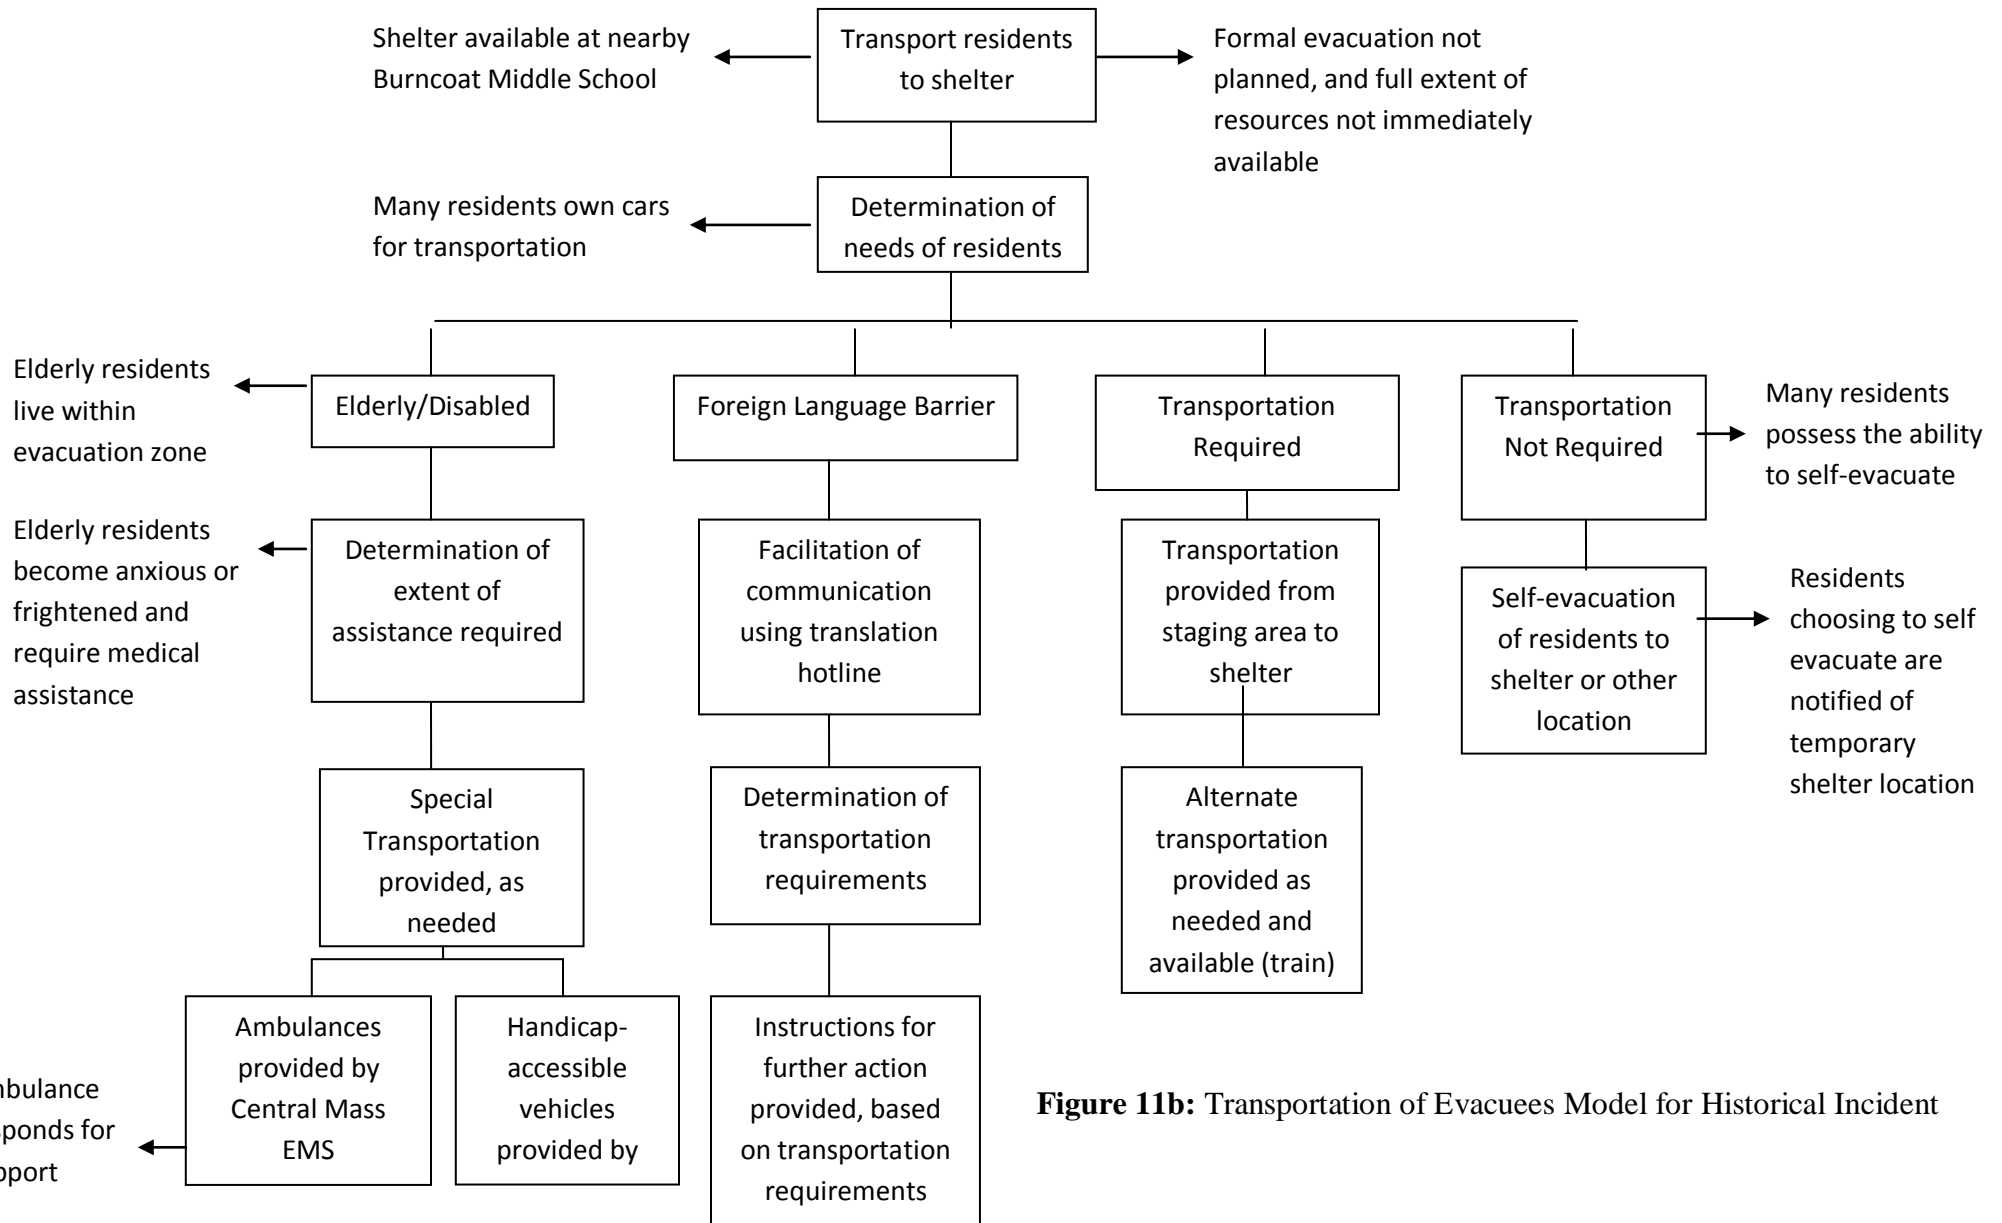 Shelter available at nearby
Burncoat Middle School
Transport residents
to shelter
Formal evacuation not
planned, and full extent of
resources not immediately
available
Many residents own cars
for transportation
Determination of
needs of residents
Elderly residents
live within
evacuation zone
Elderly/Disabled
Foreign Language Barrier
Transportation
Required
Transportation
Not Required
Many residents
possess the ability
to self-evacuate
Elderly residents
become anxious or
frightened and
require medical
assistance
Determination of
extent of
assistance required
Facilitation of
communication
using translation
hotline
Transportation
provided from
staging area to
shelter
Self-evacuation
of residents to
shelter or other
location
Residents
choosing to self
evacuate are
notified of
temporary
shelter location
Special
Transportation
provided, as
needed
Determination of
transportation
requirements
Alternate
transportation
provided as
needed and
available (train)
Ambulances
provided by
Central Mass
EMS
Handicap-
accessible
vehicles
provided by
Instructions for
further action
provided, based
on transportation
requirements
for
Figure 11b: Transportation of Evacuees Model for Historical Incident